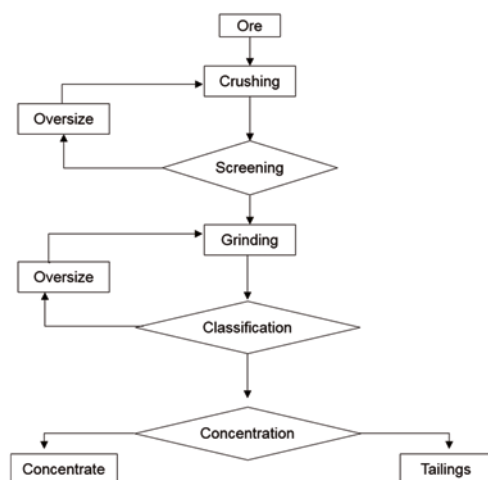 Ore
Crushing
Oversize
Screening
Grinding
Oversize
Classification
Concentration
Concentrate
Tailings